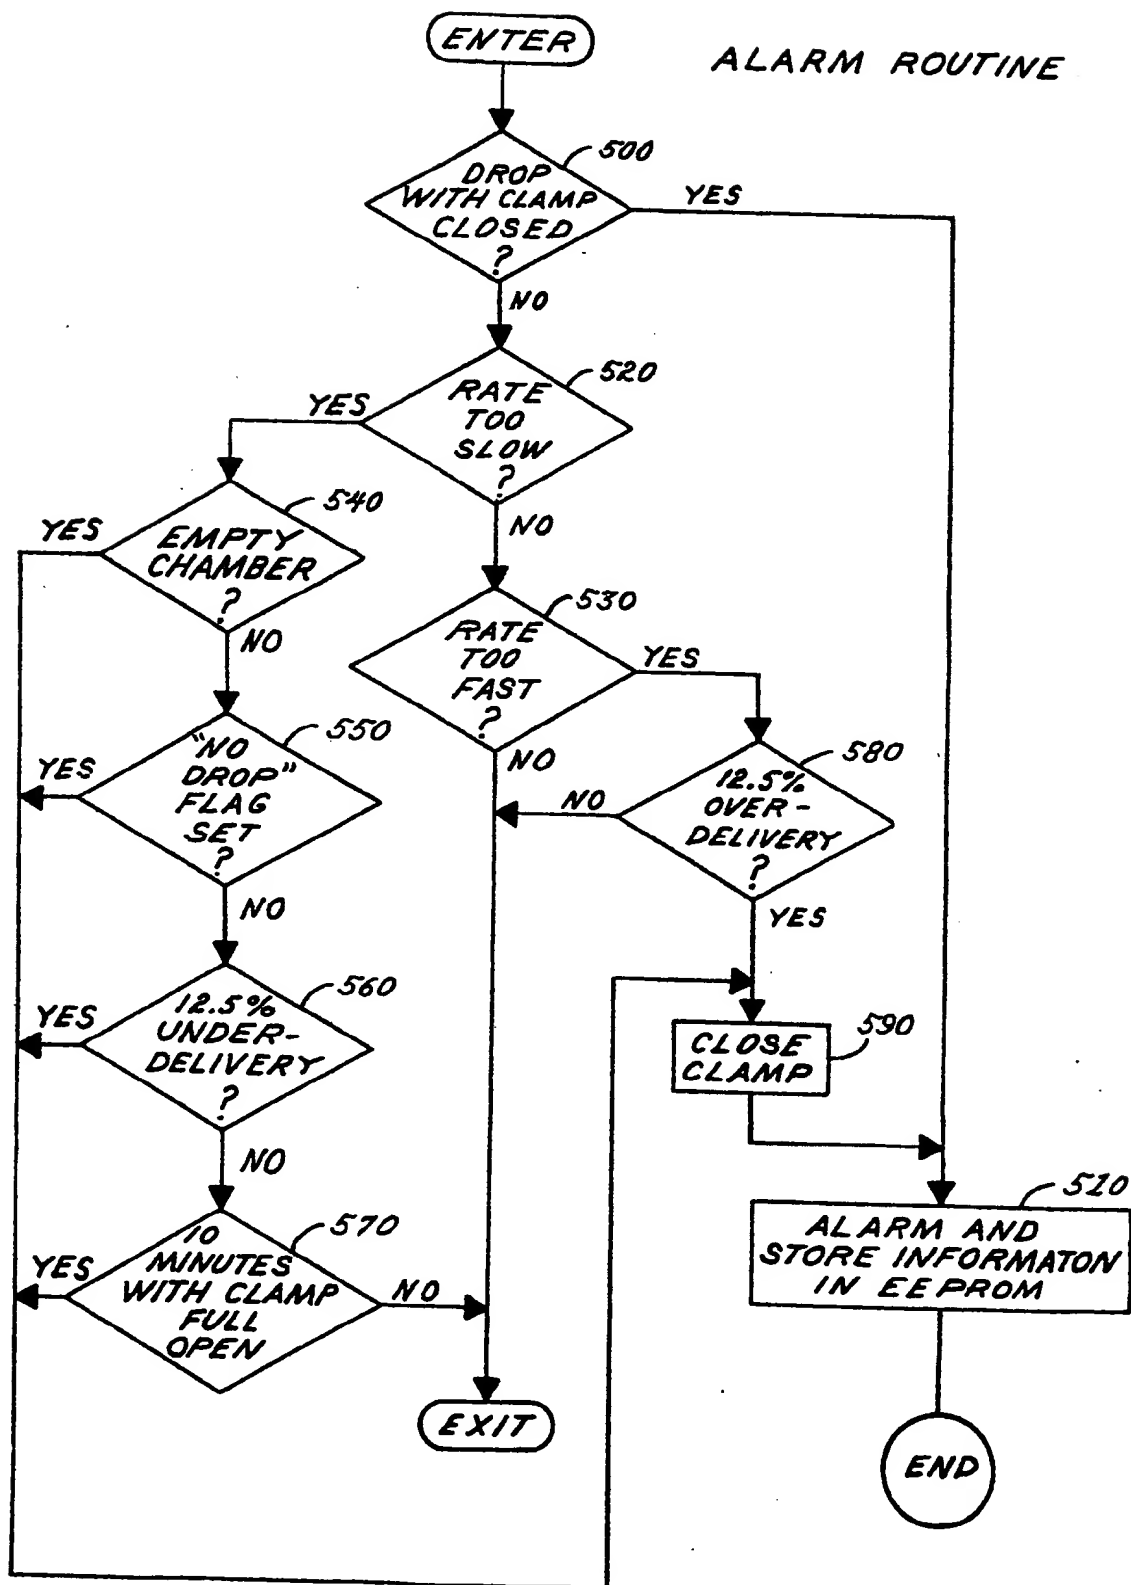 ENTER
ALARM ROUTINE
500
DROP
WITH CLAMP
CLOSED
?
YES
NO
520
RATE
TOO
SLOW
?
YES
NO
540
EMPTY
CHAMBER
?
YES
NO
530
RATE
TOO
FAST
?
YES
NO
550
"NO
DROP"
FLAG
SET
?
YES
NO
580
12.5%
OVER-
DELIVERY
?
NO
YES
560
12.5%
UNDER-
DELIVERY
?
YES
NO
590
CLOSE
CLAMP
570
10
MINUTES
WITH CLAMP
FULL
OPEN
YES
NO
510
ALARM AND
STORE INFORMATON
IN EEPROM
EXIT
END